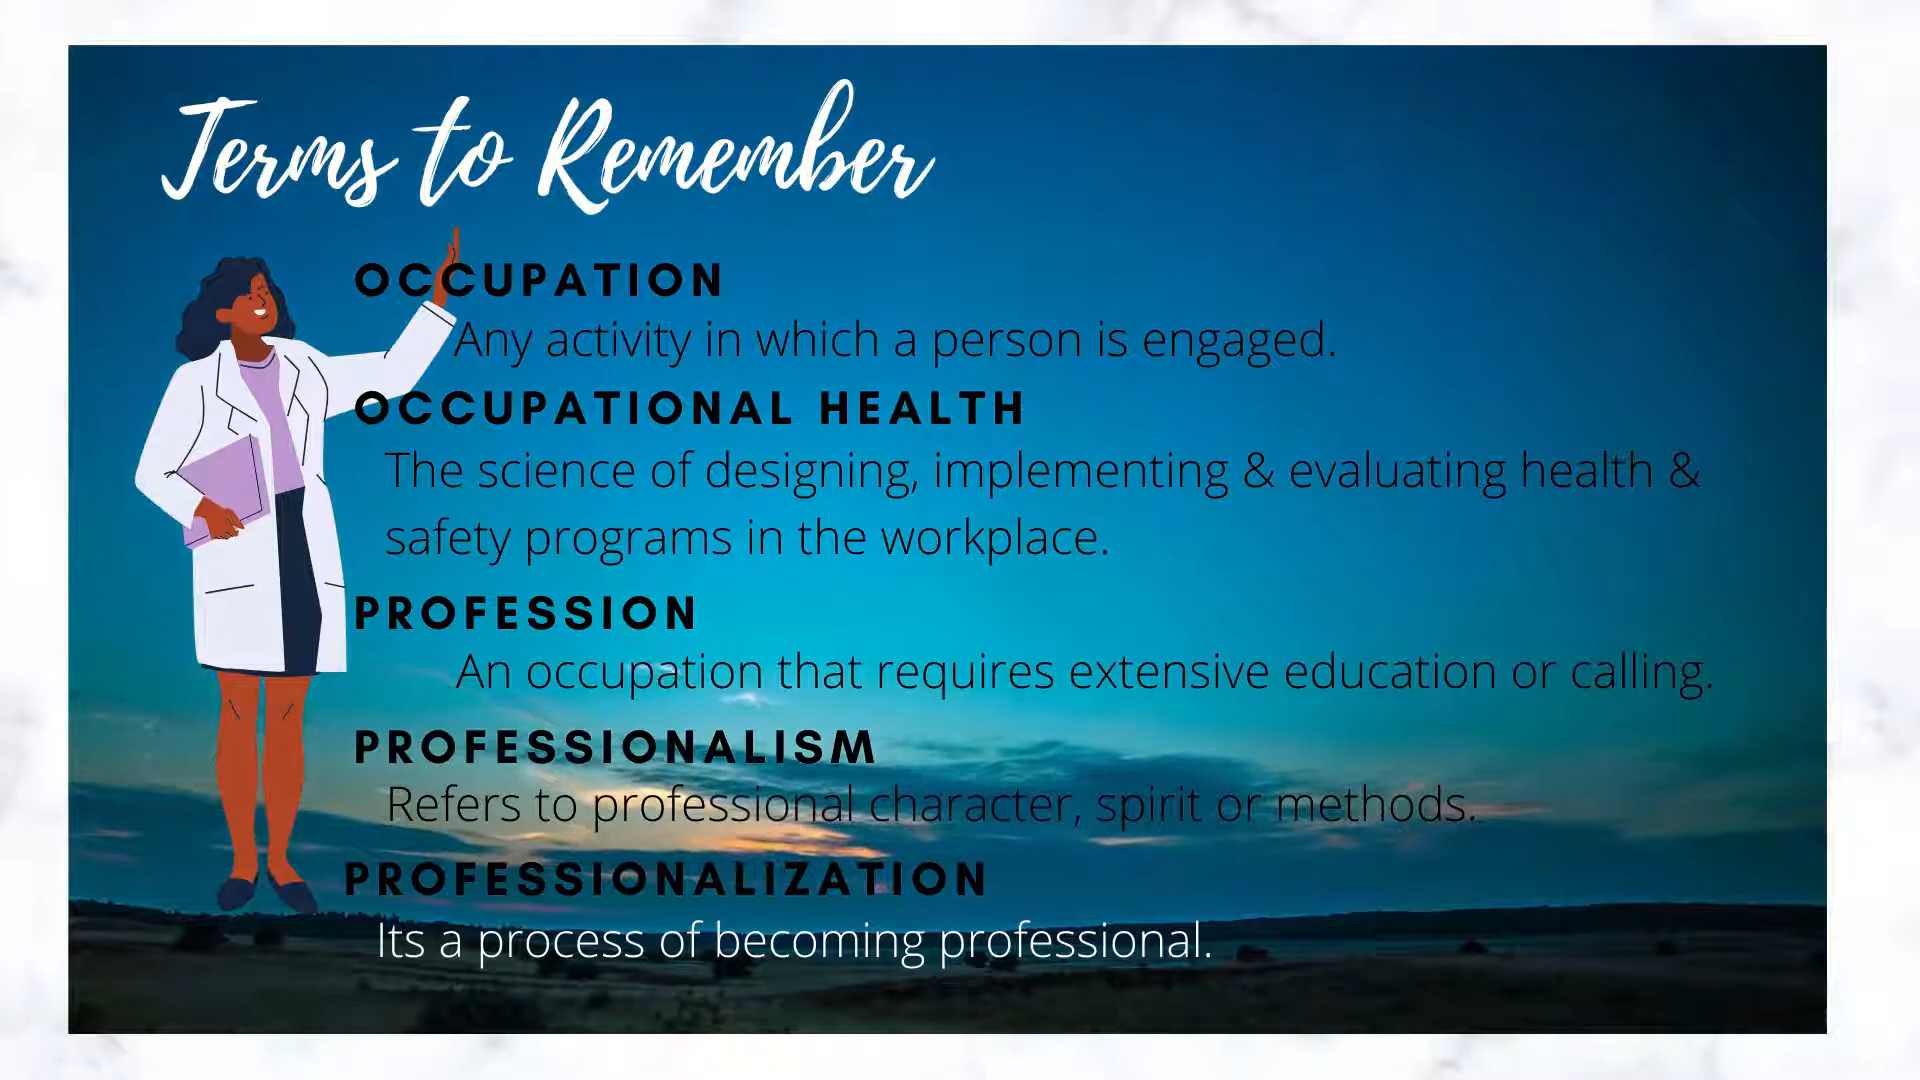 Terms to Remember
OCCUPATION
Any activity in which a person is engaged.
OCCUPATIONAL HEALTH
The science of designing, implementing & evaluating health &
safety programs in the workplace.
PROFESSION
An occupation that requires extensive education or calling.
PROFESSIONALISM
Refers to professional character, spirit or methods.
PROFESSIONALIZATION
Its a process of becoming professional.